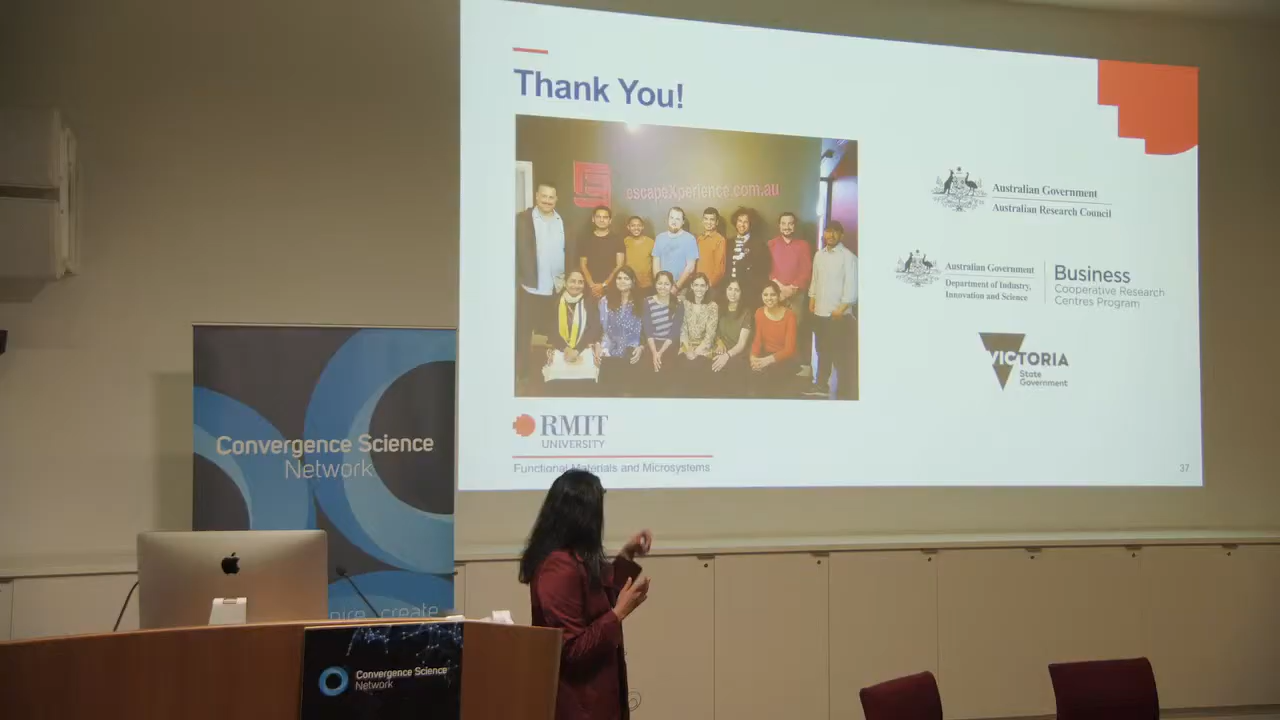 Thank You!
escapeXperience.com.au
Australian Government
Australian Research Council
Australian Government
Department of Industry,
Innovation and Science
Business
Cooperative Research
Centres Program
VICTORIA
State
Government
RMIT
UNIVERSITY
Functional Materials and Microsystems
37
Convergence Science
Network
create
Convergence Science
Network